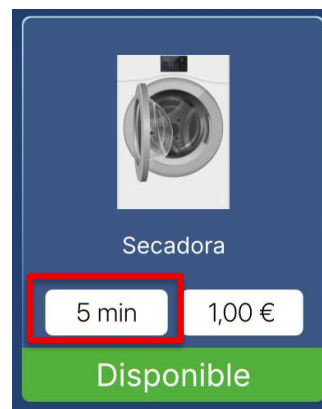 Secadora
5 min 1,00 €
Disponible